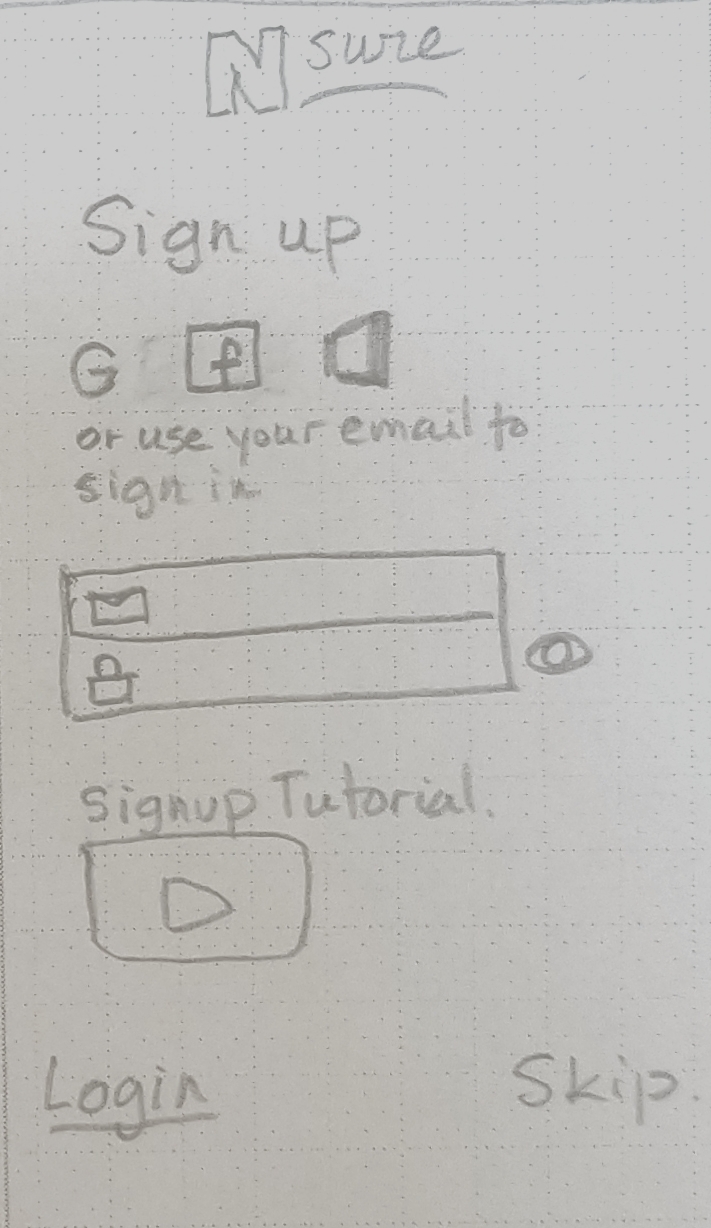 N sure
Sign up
G f
or use your email to
sign in
Signup Tutorial.
Login Skip.